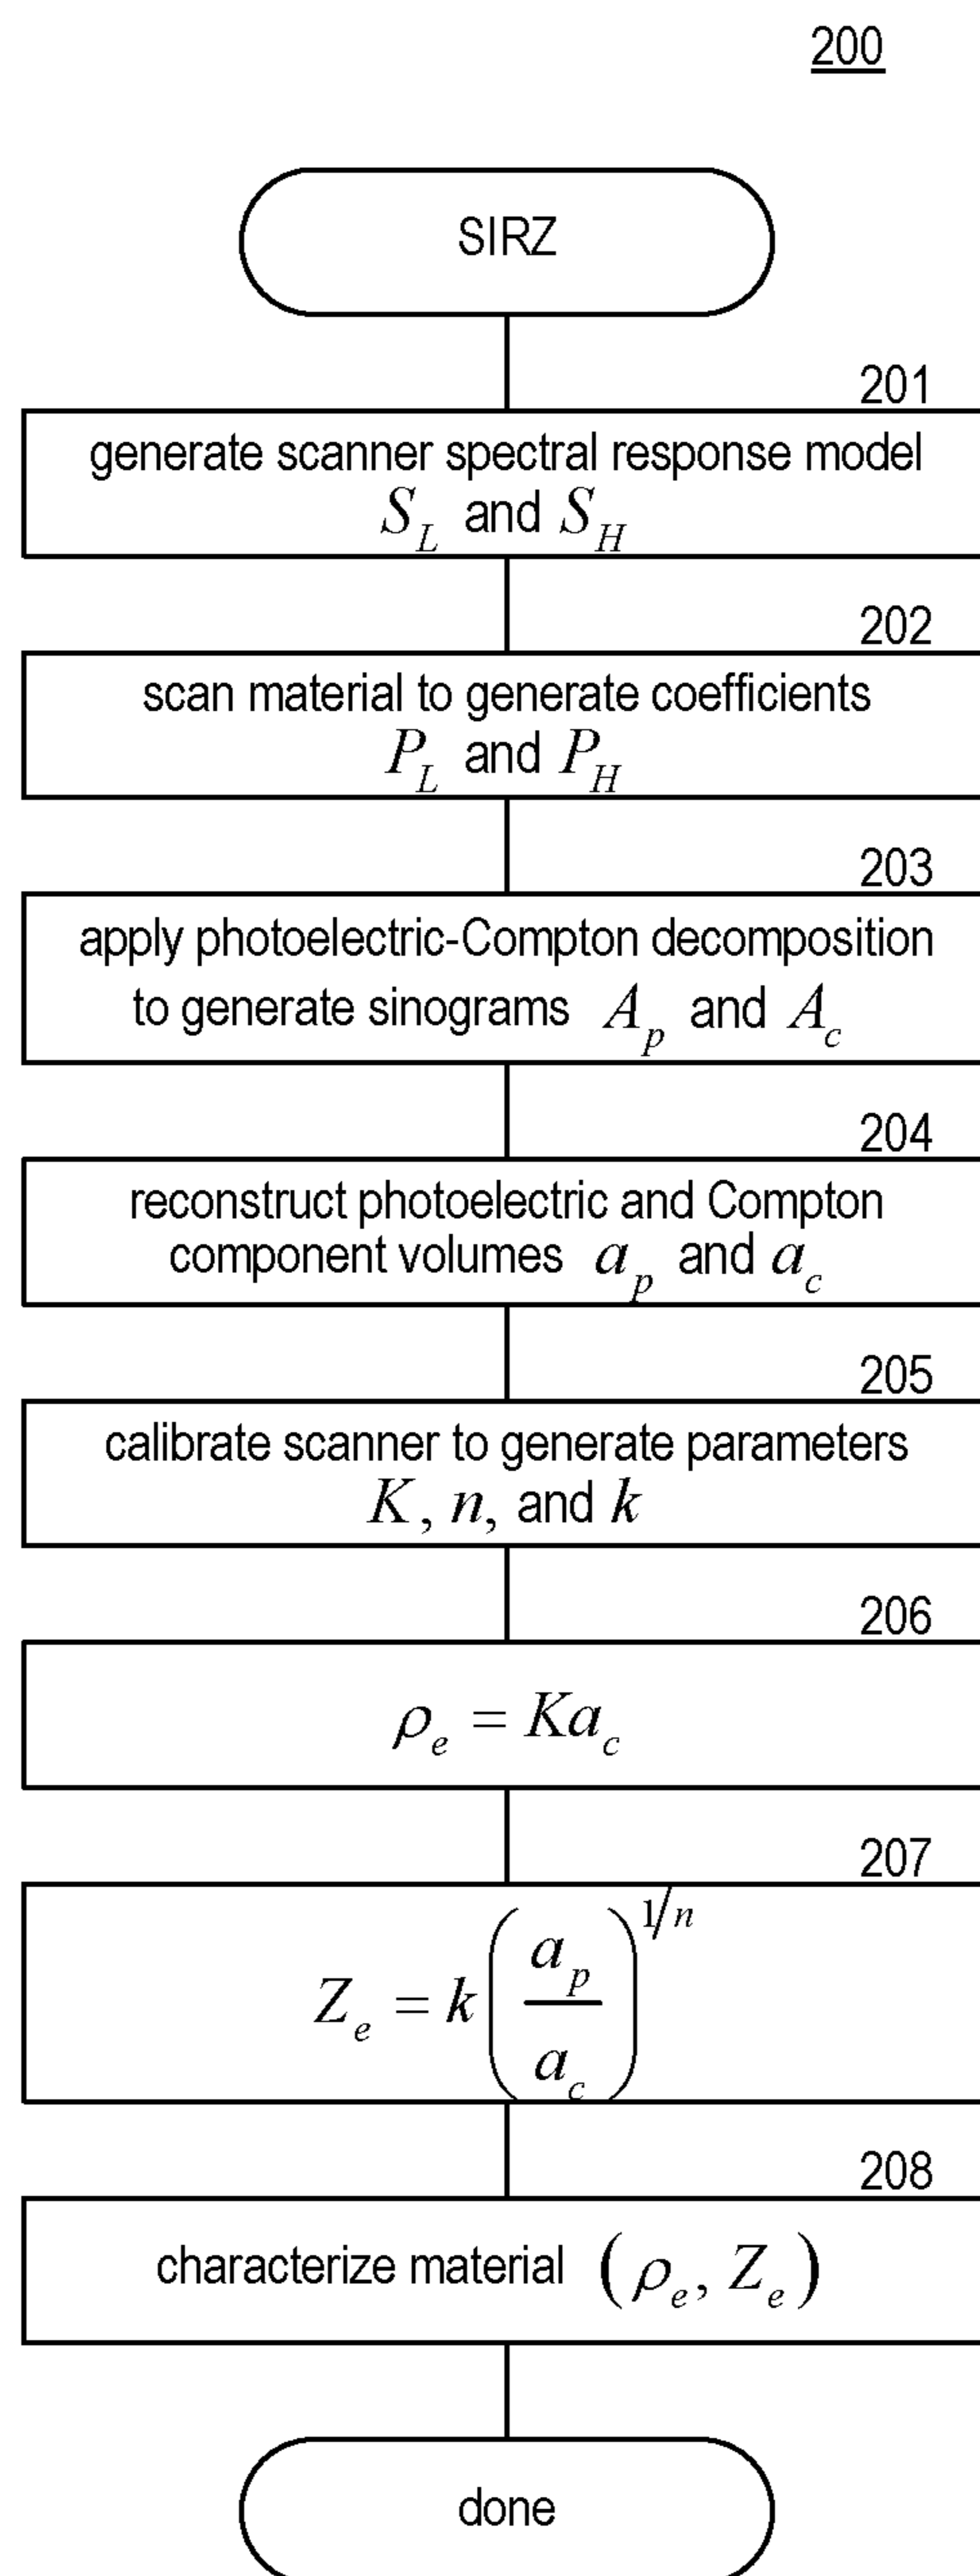 200
SIRZ
201
generate scanner spectral response model
S_L and S_H
202
scan material to generate coefficients
P_L and P_H
203
apply photoelectric-Compton decomposition
to generate sinograms A_p and A_c
204
reconstruct photoelectric and Compton
component volumes a_p and a_c
205
calibrate scanner to generate parameters
K, n, and k
206
ρ_e = Ka_c
207
Z_e = k(a_p/a_c)^{1/n}
208
characterize material (ρ_e, Z_e)
done